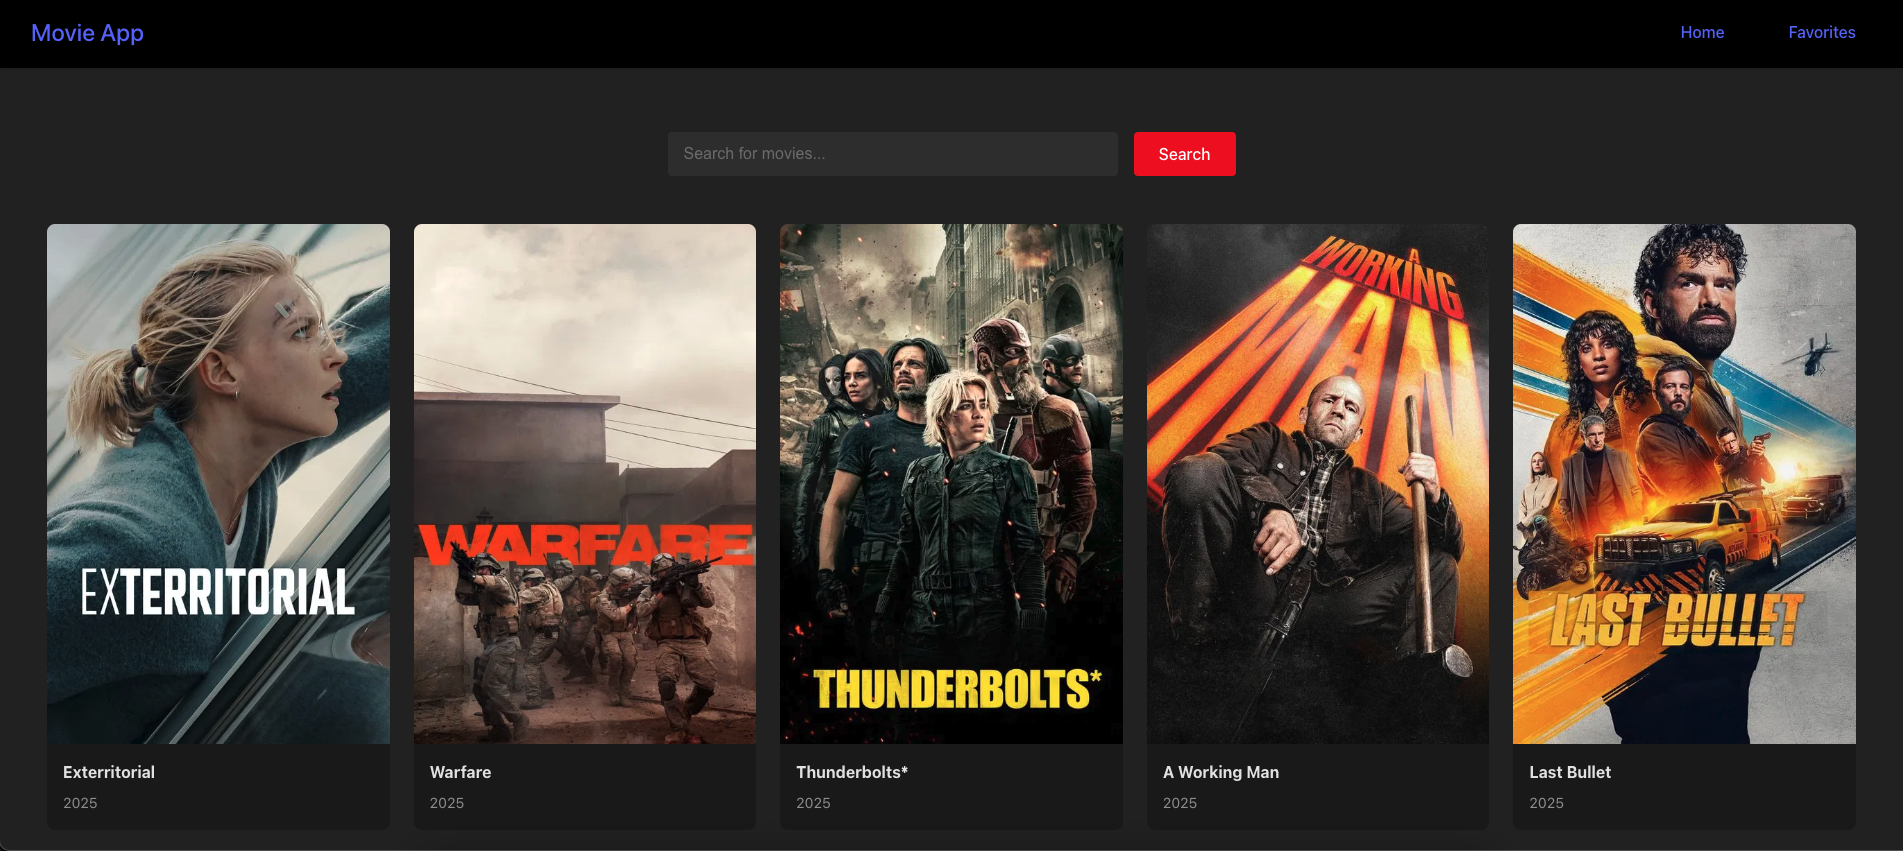 Movie App
Home
Favorites
Search for movies...
Search
EXTERRITORIAL
WARFARE
THUNDERBOLTS*
A
WORKING
MAN
LAST BULLET
Exterritorial
2025
Warfare
2025
Thunderbolts*
2025
A Working Man
2025
Last Bullet
2025